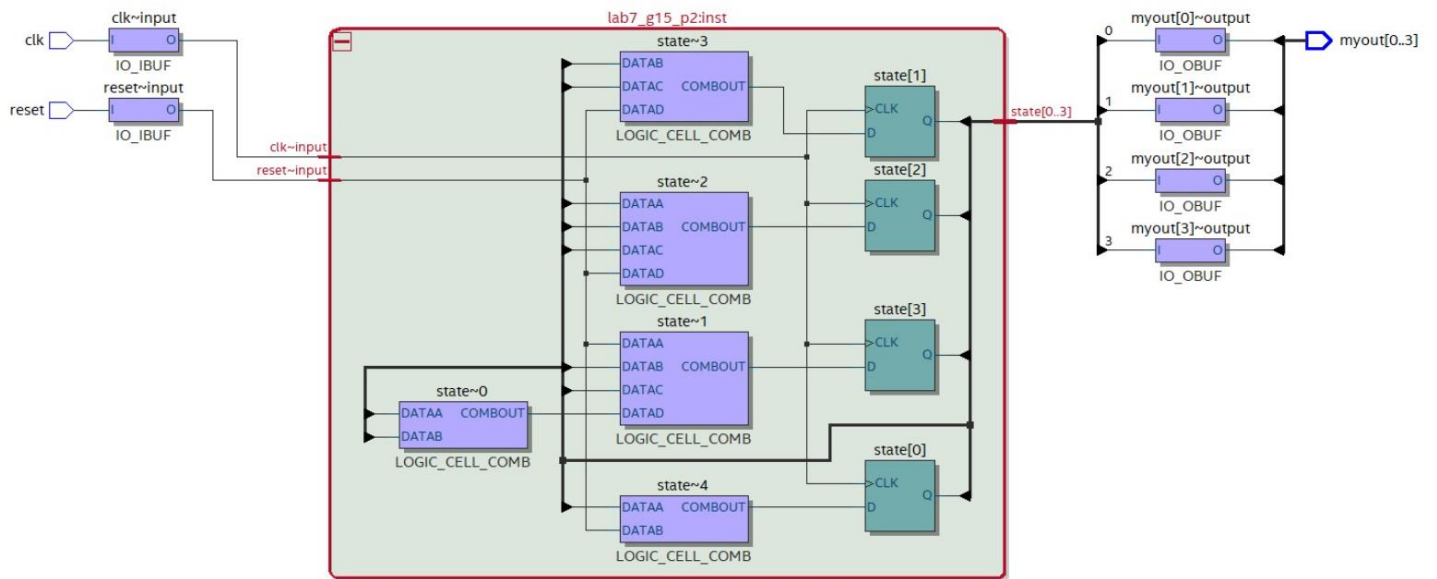 clk
clk~input
I O
IO_IBUF
reset
reset~input
I O
IO_IBUF
clk~input
reset~input
lab7_g15_p2:inst
state~3
DATAB
DATAC COMBOUT
DATAD
LOGIC_CELL_COMB
state~2
DATAA
DATAB COMBOUT
DATAC
DATAD
LOGIC_CELL_COMB
state~1
DATAA
DATAB COMBOUT
DATAC
DATAD
LOGIC_CELL_COMB
state~0
DATAA COMBOUT
DATAB
LOGIC_CELL_COMB
state~4
DATAA COMBOUT
DATAB
LOGIC_CELL_COMB
state[1]
CLK
Q
D
state[2]
CLK
Q
D
state[3]
CLK
Q
D
state[0]
CLK
Q
D
state[0..3]
myout[0]~output
0 I O
IO_OBUF
myout[1]~output
1 I O
IO_OBUF
myout[2]~output
2 I O
IO_OBUF
myout[3]~output
3 I O
IO_OBUF
myout[0..3]